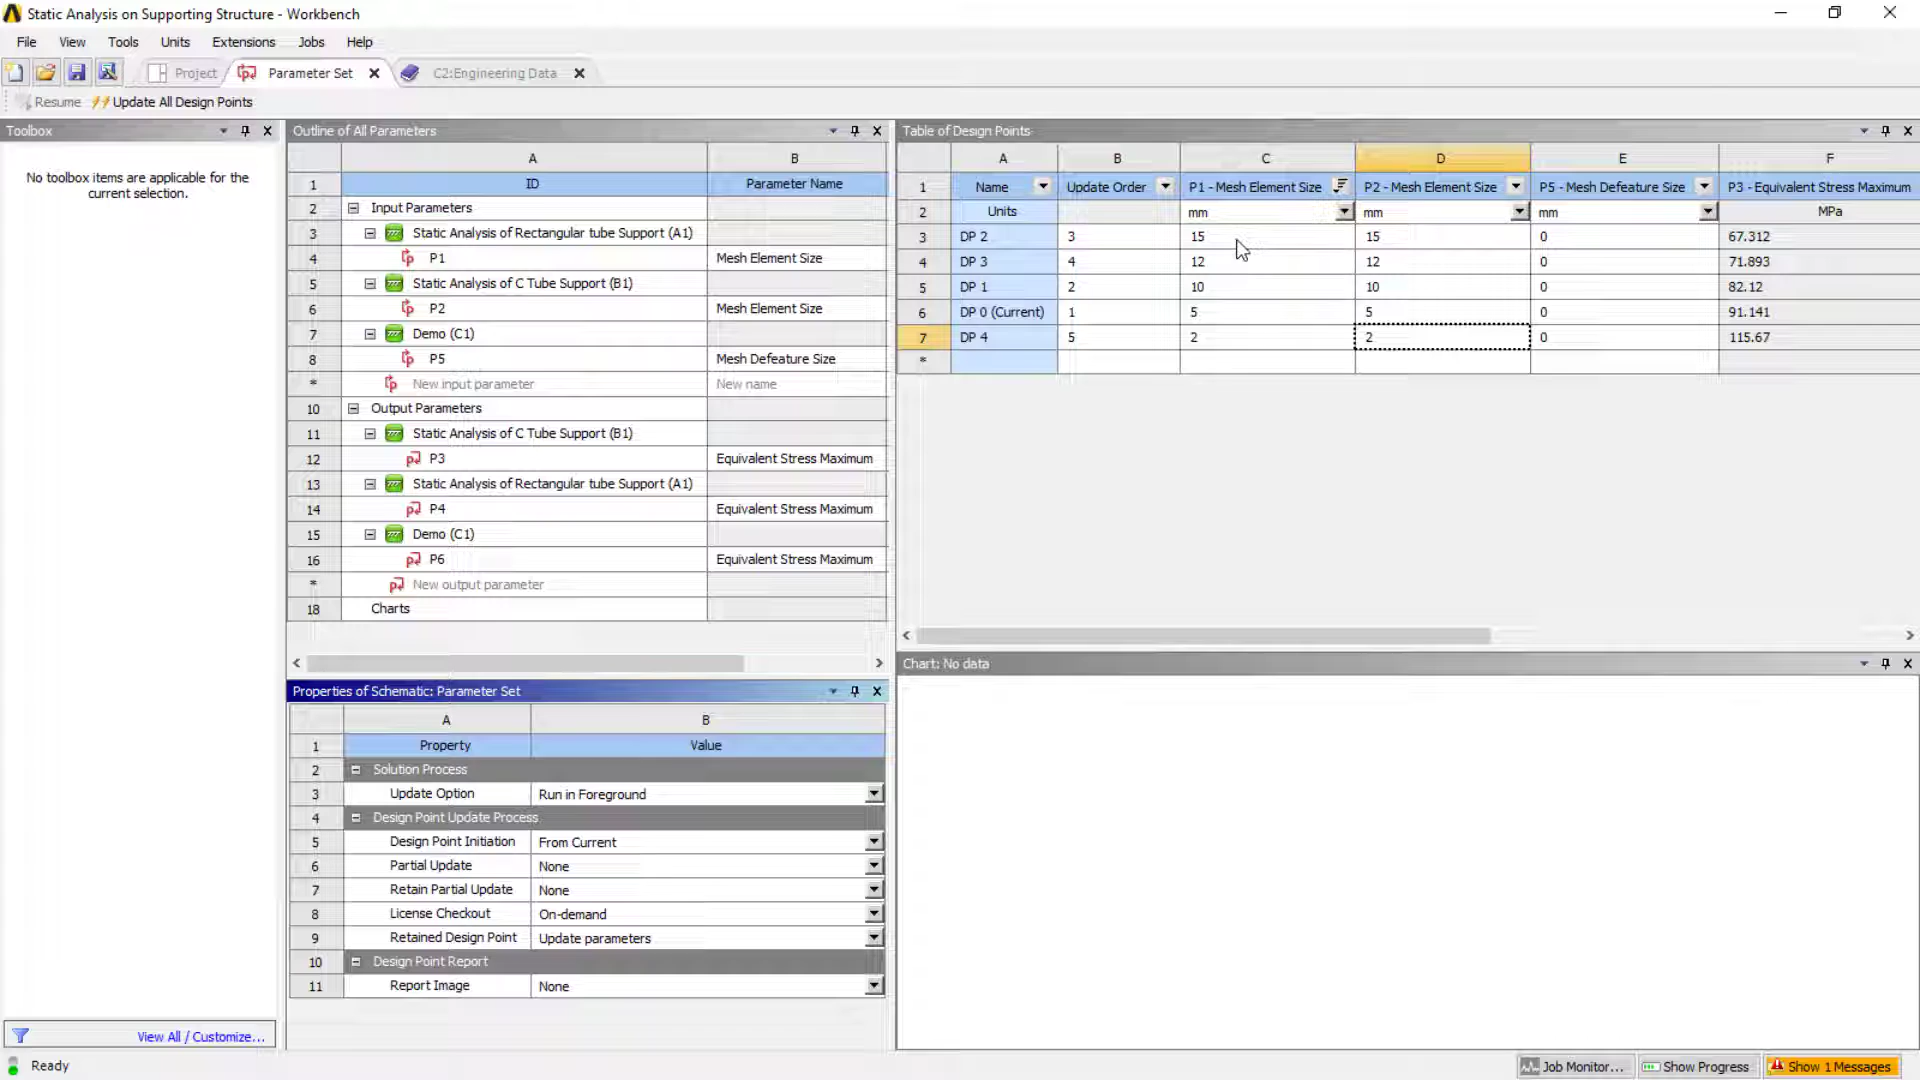 Static Analysis on Supporting Structure - Workbench
File View Tools Units Extensions Jobs Help
Project Parameter Set C2:Engineering Data
Resume Update All Design Points
Toolbox
No toolbox items are applicable for the
current selection.
View All / Customize...
Outline of All Parameters
A B
1 ID Parameter Name
2 Input Parameters
3 Static Analysis of Rectangular tube Support (A1)
4 P1 Mesh Element Size
5 Static Analysis of C Tube Support (B1)
6 P2 Mesh Element Size
7 Demo (C1)
8 P5 Mesh Defeature Size
* New input parameter New name
10 Output Parameters
11 Static Analysis of C Tube Support (B1)
12 P3 Equivalent Stress Maximum
13 Static Analysis of Rectangular tube Support (A1)
14 P4 Equivalent Stress Maximum
15 Demo (C1)
16 P6 Equivalent Stress Maximum
* New output parameter
18 Charts
Properties of Schematic: Parameter Set
A B
1 Property Value
2 Solution Process
3 Update Option Run in Foreground
4 Design Point Update Process
5 Design Point Initiation From Current
6 Partial Update None
7 Retain Partial Update None
8 License Checkout On-demand
9 Retained Design Point Update parameters
10 Design Point Report
11 Report Image None
Table of Design Points
A B C D E F
1 Name Update Order P1 - Mesh Element Size P2 - Mesh Element Size P5 - Mesh Defeature Size P3 - Equivalent Stress Maximum
2 Units mm mm mm MPa
3 DP 2 3 15 15 0 67.312
4 DP 3 4 12 12 0 71.893
5 DP 1 2 10 10 0 82.12
6 DP 0 (Current) 1 5 5 0 91.141
7 DP 4 5 2 2 0 115.67
*
Chart: No data
Ready
Job Monitor... Show Progress Show 1 Messages